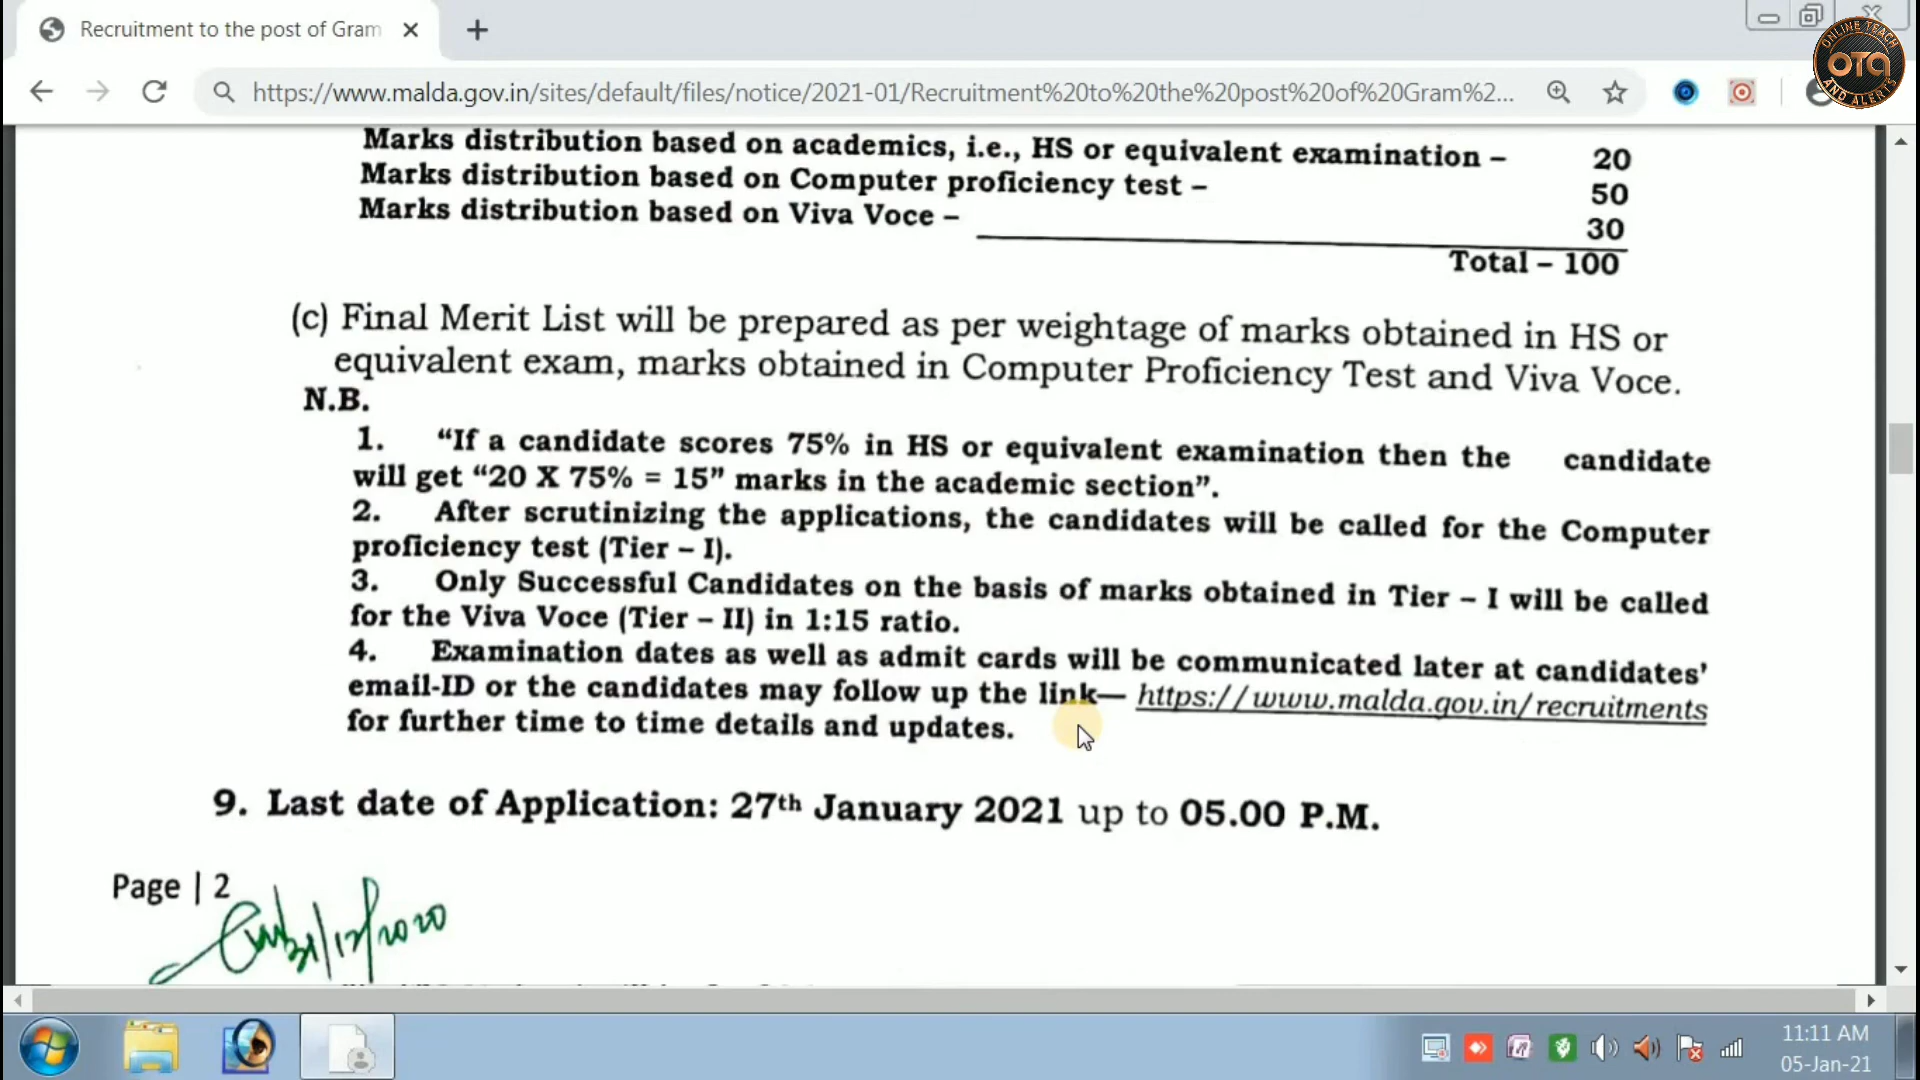 Recruitment to the post of Gram
https://www.malda.gov.in/sites/default/files/notice/2021-01/Recruitment%20to%20the%20post%20of%20Gram%2...
ONLINE TEACH
OTA
AND ALERTS
Marks distribution based on academics, i.e., HS or equivalent examination – 20
Marks distribution based on Computer proficiency test – 50
Marks distribution based on Viva Voce – 30
Total – 100
(c) Final Merit List will be prepared as per weightage of marks obtained in HS or
equivalent exam, marks obtained in Computer Proficiency Test and Viva Voce.
N.B.
1. “If a candidate scores 75% in HS or equivalent examination then the candidate
will get “20 X 75% = 15” marks in the academic section”.
2. After scrutinizing the applications, the candidates will be called for the Computer
proficiency test (Tier – I).
3. Only Successful Candidates on the basis of marks obtained in Tier – I will be called
for the Viva Voce (Tier – II) in 1:15 ratio.
4. Examination dates as well as admit cards will be communicated later at candidates’
email-ID or the candidates may follow up the link— https://www.malda.gov.in/recruitments
for further time to time details and updates.
9. Last date of Application: 27th January 2021 up to 05.00 P.M.
Page | 2
31/12/2020
11:11 AM
05-Jan-21